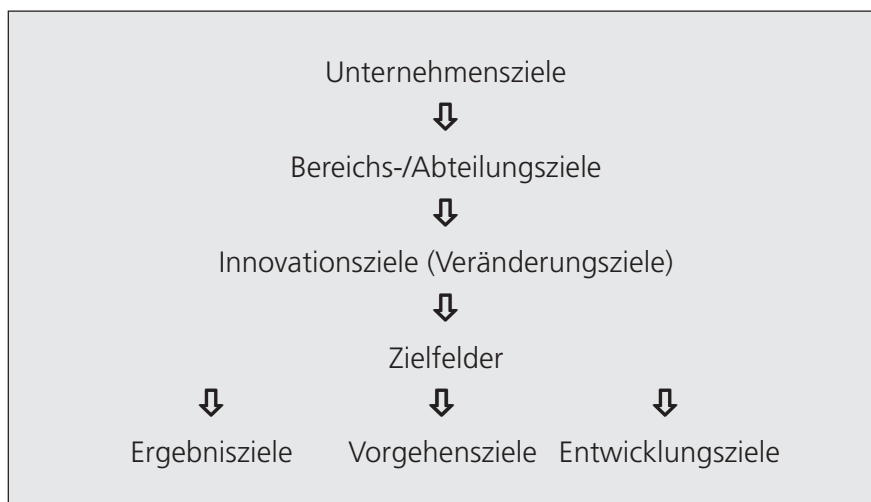 Unternehmensziele
⇩
Bereichs-/Abteilungsziele
⇩
Innovationsziele (Veränderungsziele)
⇩
Zielfelder
⇩ ⇩ ⇩
Ergebnisziele Vorgehensziele Entwicklungsziele